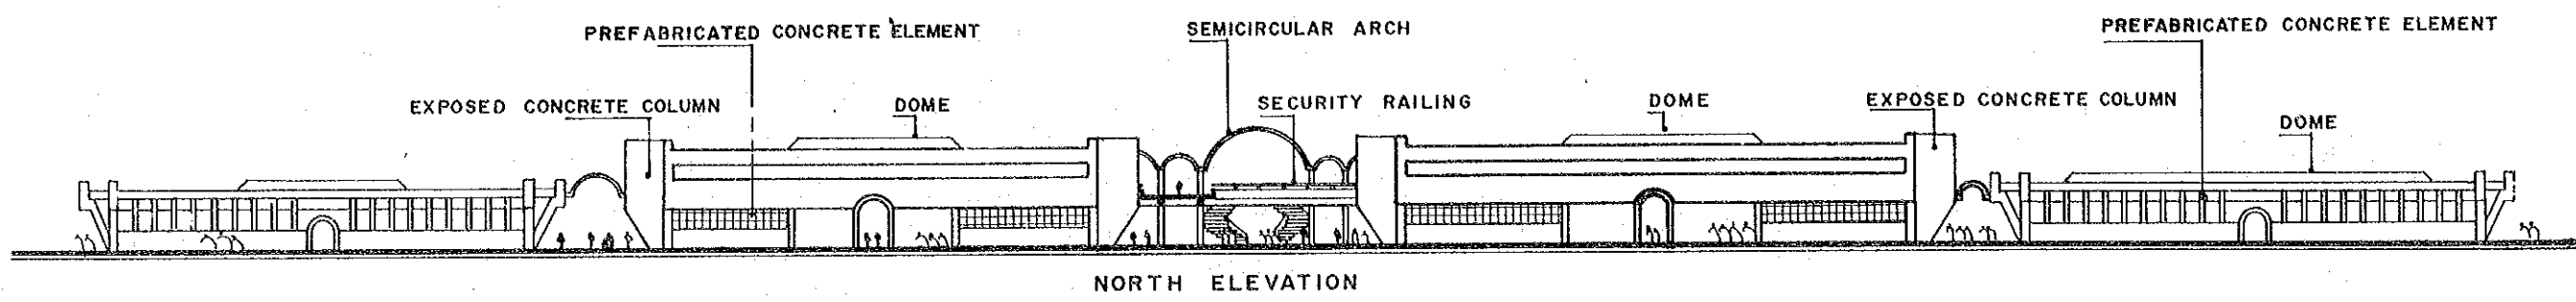 PREFABRICATED CONCRETE ELEMENT
SEMICIRCULAR ARCH
PREFABRICATED CONCRETE ELEMENT
EXPOSED CONCRETE COLUMN
DOME
SECURITY RAILING
DOME
EXPOSED CONCRETE COLUMN
DOME
NORTH ELEVATION